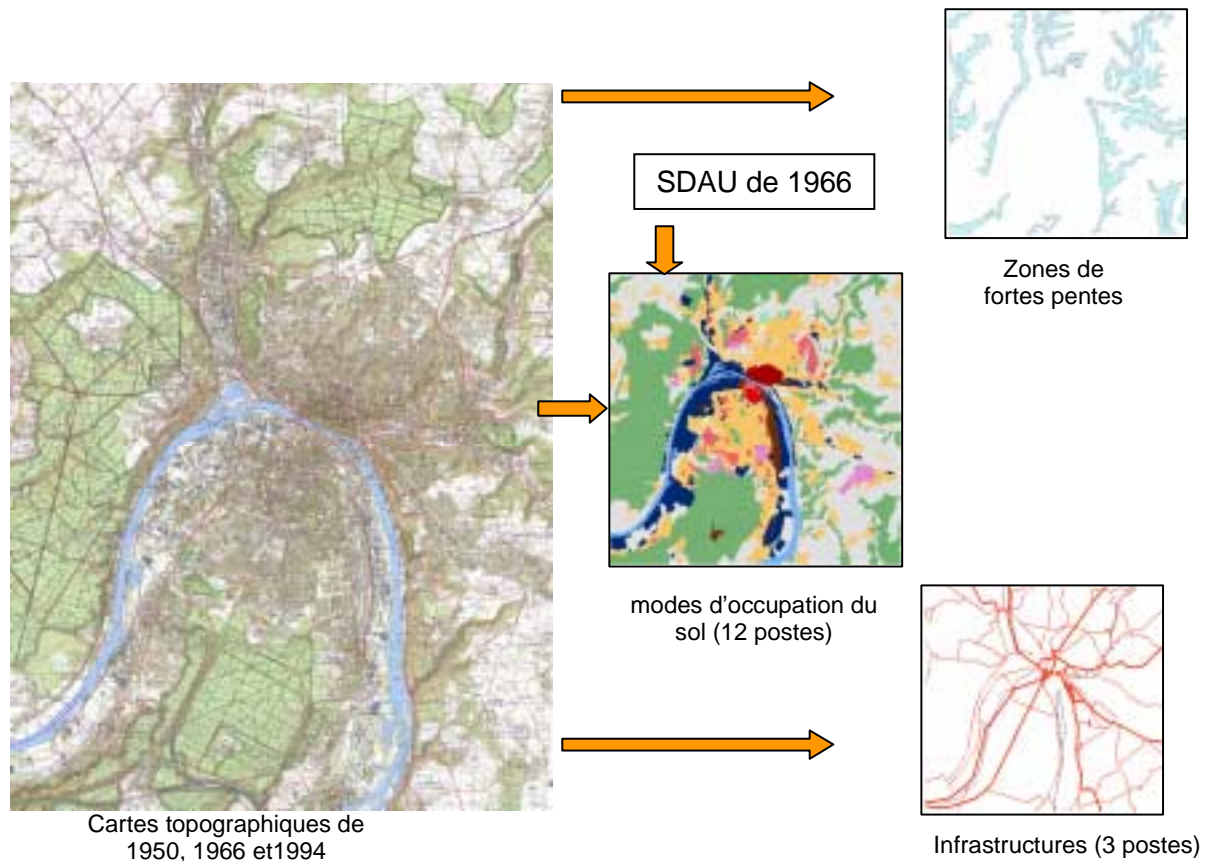 SDAU de 1966
Zones de
fortes pentes
modes d'occupation du
sol (12 postes)
Cartes topographiques de
1950, 1966 et1994
Infrastructures (3 postes)